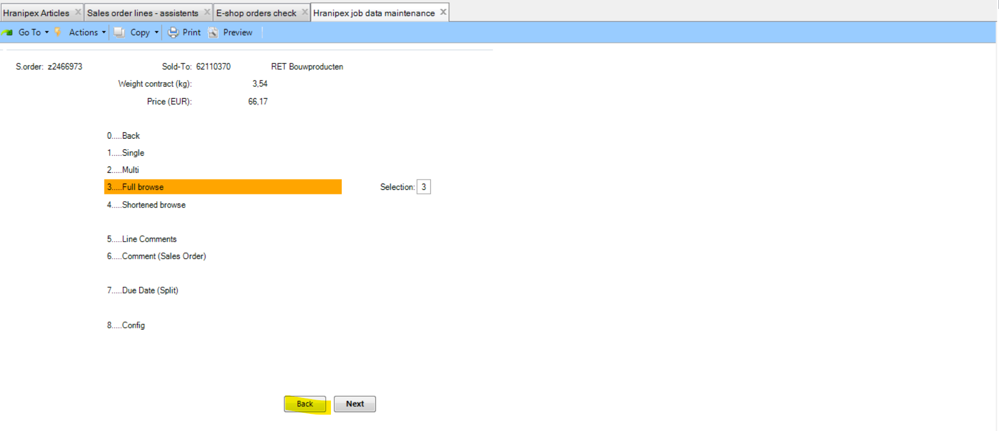 Hranipex Articles Sales order lines - assistents E-shop orders check Hranipex job data maintenance
Go To Actions Copy Print Preview
S.order: z2466973 Sold-To: 62110370 RET Bouwproducten
Weight contract (kg): 3,54
Price (EUR): 66,17
0.....Back
1.....Single
2.....Multi
3.....Full browse Selection: 3
4.....Shortened browse
5.....Line Comments
6.....Comment (Sales Order)
7.....Due Date (Split)
8.....Config
Back Next